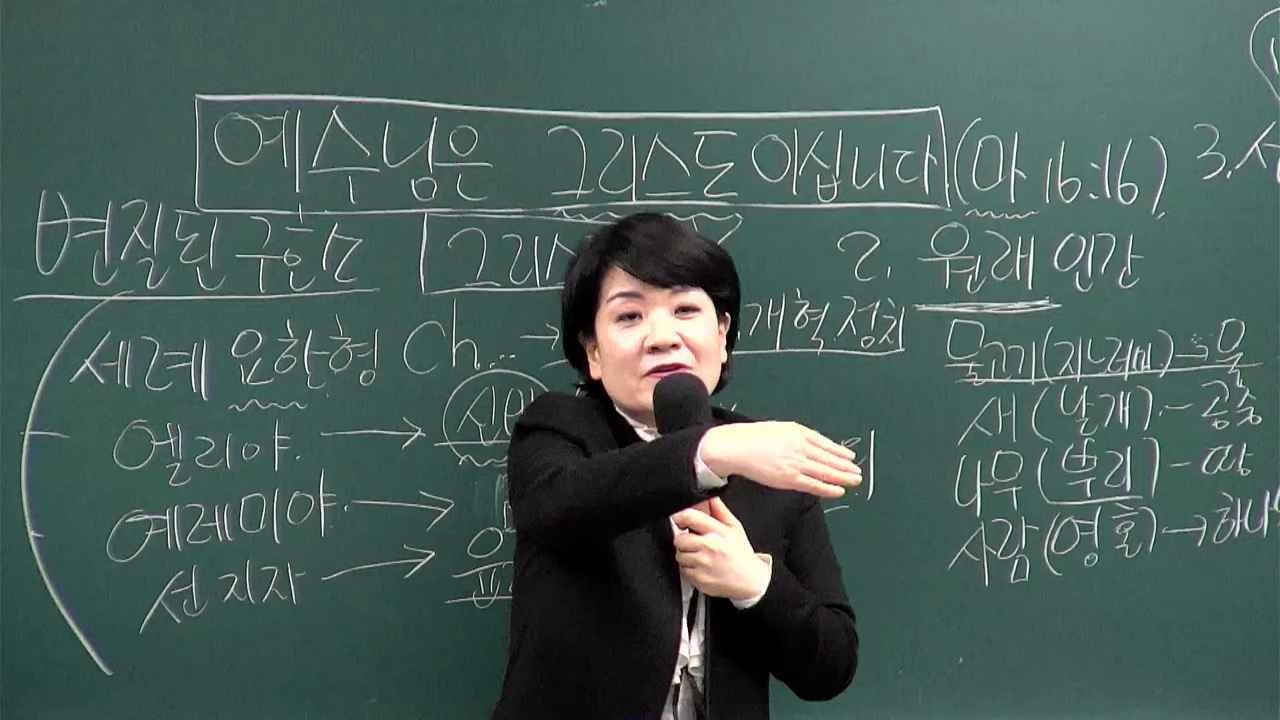 예수님은 그리스도이십니다. (마 16:16)
변질된 구원
세례 요한형 Ch... → 개혁.정치
엘리야. →
예레미야. →
선지자 →
2. 원래 인간
물고기(지느러미) → 물
새 (날개) - 공중
나무 (뿌리) - 땅
사람 (영혼) → 하나
3.